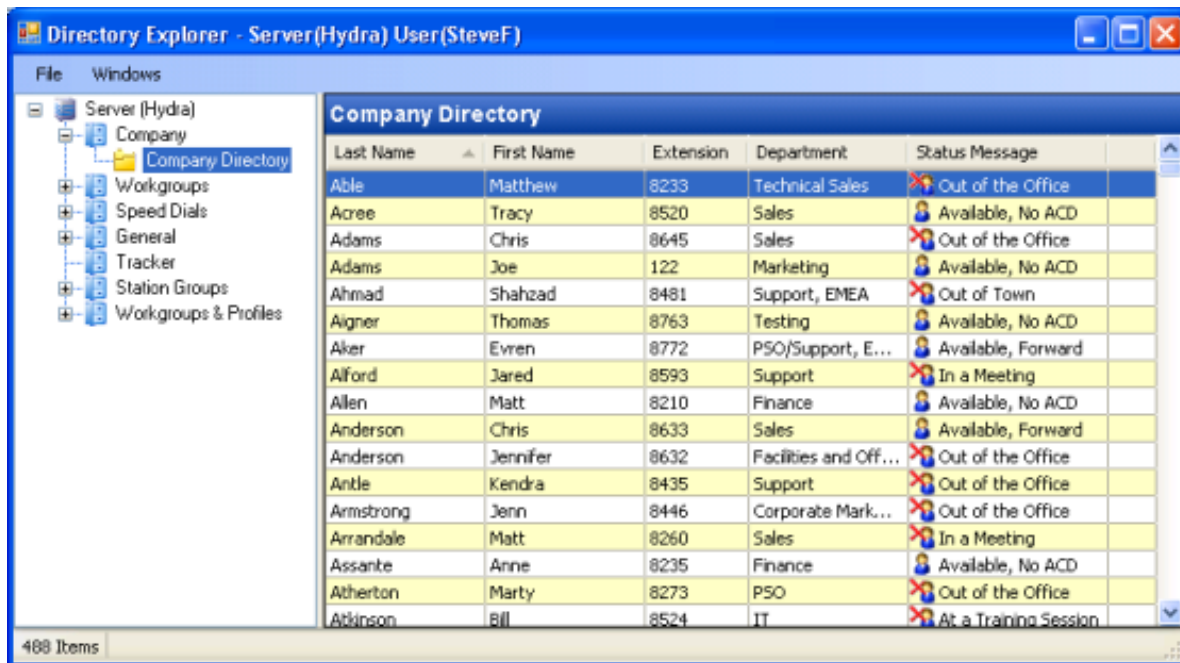 Directory Explorer - Server(Hydra) User(SteveF)
File Windows
Server (Hydra)
Company
Company Directory
Workgroups
Speed Dials
General
Tracker
Station Groups
Workgroups & Profiles
Company Directory
Last Name First Name Extension Department Status Message
Able Matthew 8233 Technical Sales Out of the Office
Acree Tracy 8520 Sales Available, No ACD
Adams Chris 8645 Sales Out of the Office
Adams Joe 122 Marketing Available, No ACD
Ahmad Shahzad 8481 Support, EMEA Out of Town
Aigner Thomas 8763 Testing Available, No ACD
Aker Evren 8772 PSO/Support, E... Available, Forward
Alford Jared 8593 Support In a Meeting
Allen Matt 8210 Finance Available, No ACD
Anderson Chris 8633 Sales Available, Forward
Anderson Jennifer 8632 Facilities and Off... Out of the Office
Antle Kendra 8435 Support Out of the Office
Armstrong Jenn 8446 Corporate Mark... Out of the Office
Arrandale Matt 8260 Sales In a Meeting
Assante Anne 8235 Finance Available, No ACD
Atherton Marty 8273 PSO Out of the Office
Atkinson Bill 8524 IT At a Training Session
488 Items